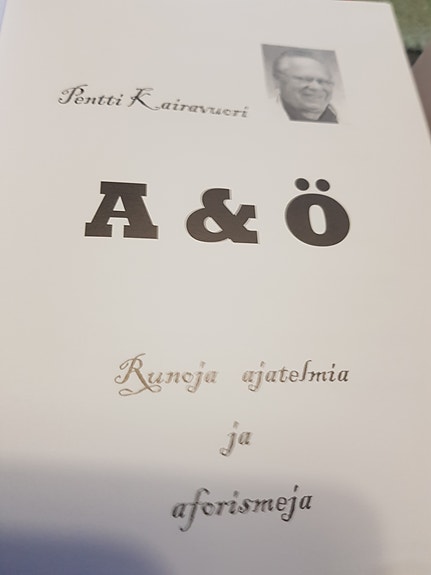 Pentti Kairavuori
A & Ö
Runoja ajatelmia
ja
aforismeja